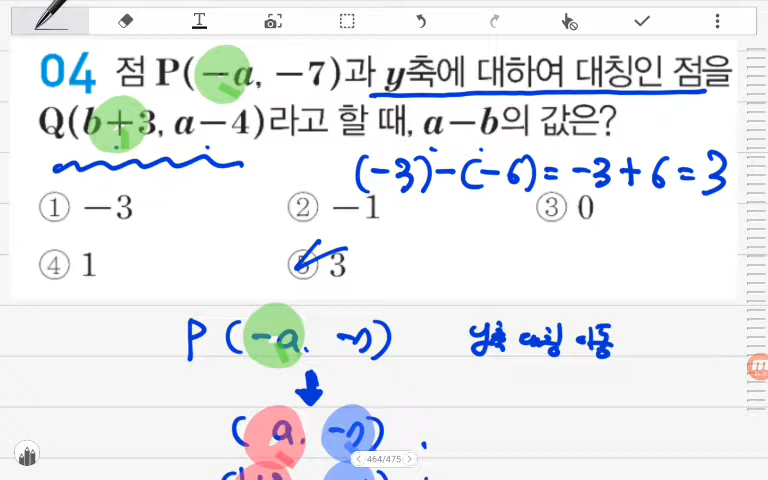 04 점 P(−a, −7)과 y축에 대하여 대칭인 점을
Q(b+3, a−4)라고 할 때, a−b의 값은?
(-3)-(-6)=-3+6=3
① −3
② −1
③ 0
④ 1
⑤ 3
P(-a. -7) y축 대칭 이동
(a. -7)
464/475